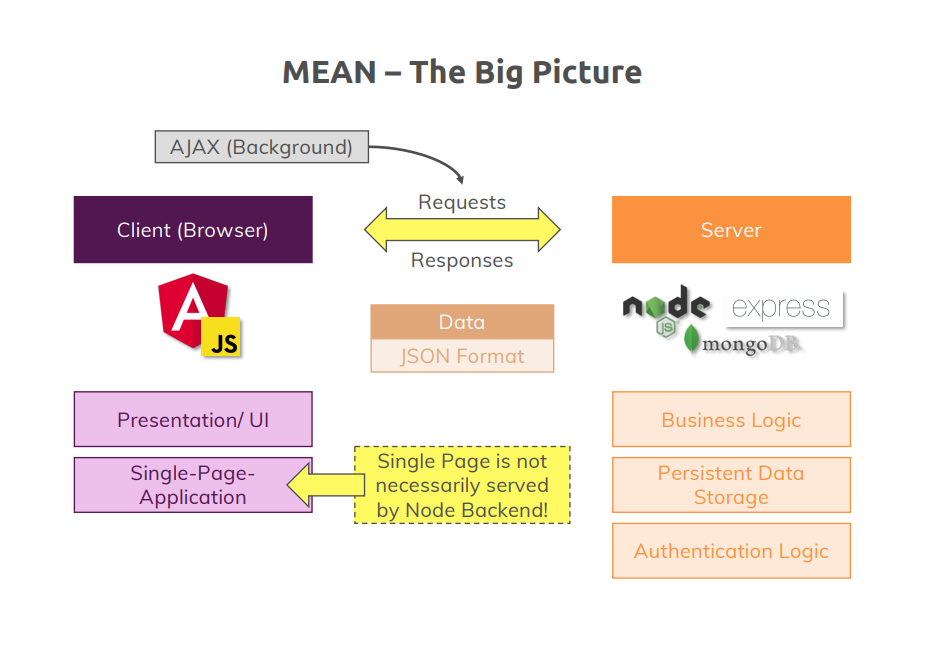 MEAN – The Big Picture
AJAX (Background)
Client (Browser)
Requests
Responses
Server
A
JS
node
JS
express
mongoDB
Data
JSON Format
Presentation/ UI
Single-Page-
Application
Single Page is not
necessarily served
by Node Backend!
Business Logic
Persistent Data
Storage
Authentication Logic